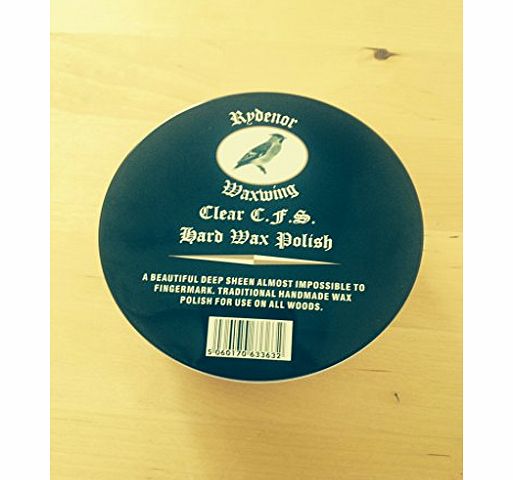 Rydenor
Waxwing
Clear C.F.S.
Hard Wax Polish
A BEAUTIFUL DEEP SHEEN ALMOST IMPOSSIBLE TO
FINGERMARK. TRADITIONAL HANDMADE WAX
POLISH FOR USE ON ALL WOODS.
5 060170 633632